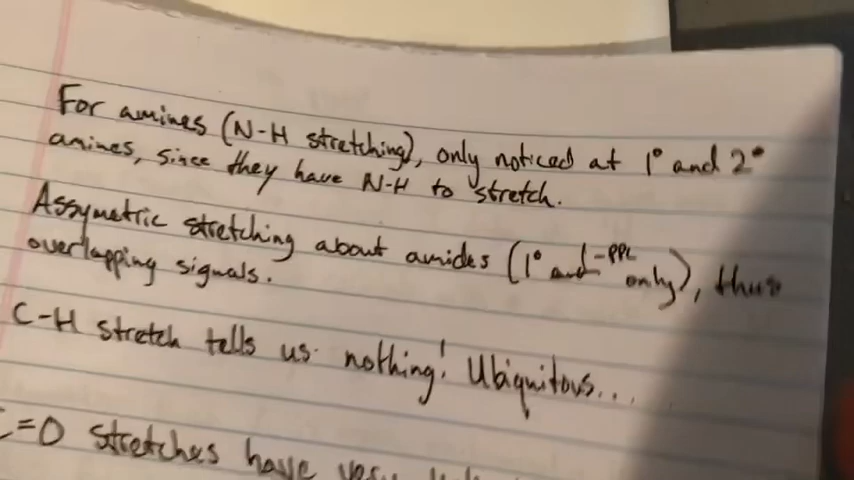 For amines (N-H stretching), only noticed at 1° and 2°
amines, since they have N-H to stretch.
Assymetric stretching about amides (1° and only), thus
overlapping signals.
C-H stretch tells us nothing! Ubiquitous...
C=O stretches have very